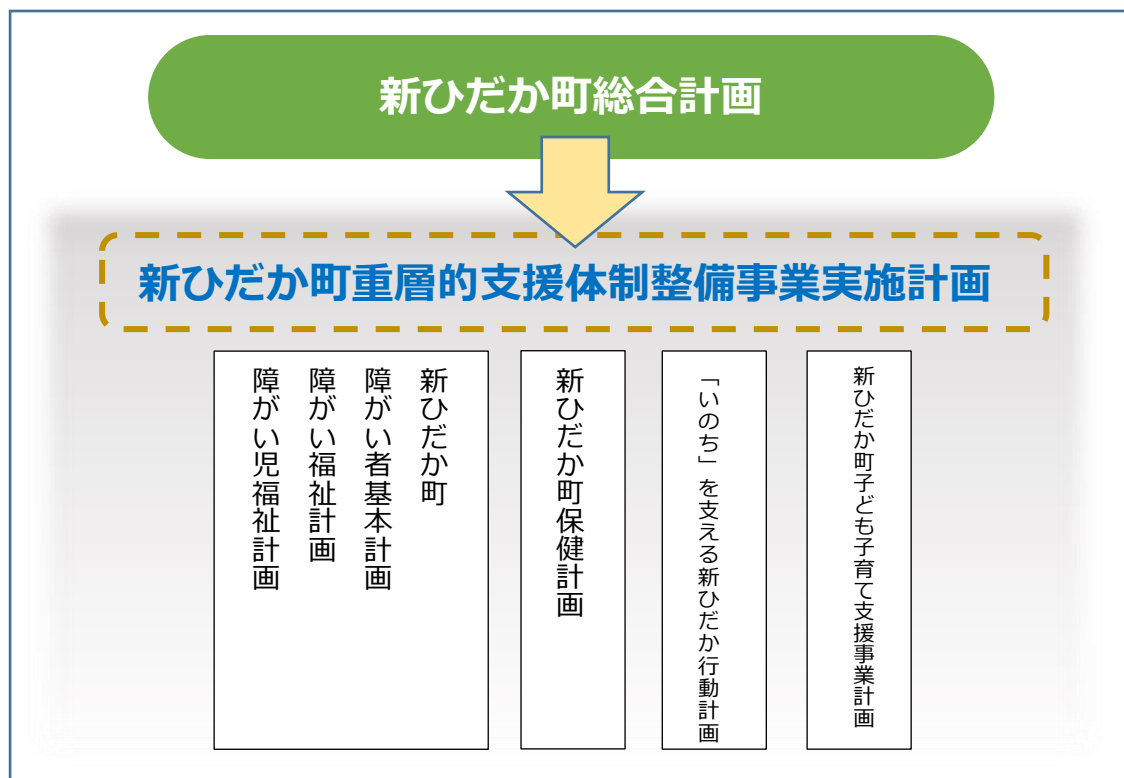 新ひだか町総合計画
新ひだか町重層的支援体制整備事業実施計画
新ひだか町子ども子育て支援事業計画
「いのち」を支える新ひだか行動計画
新ひだか町保健計画
新ひだか町
障がい者基本計画
障がい福祉計画
障がい児福祉計画